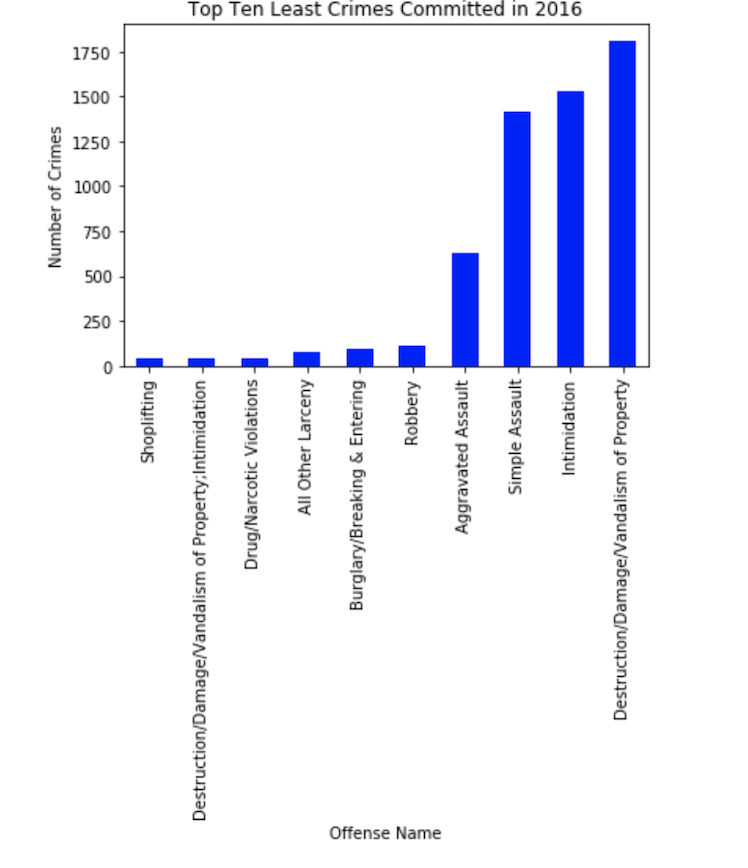 Top Ten Least Crimes Committed in 2016
Number of Crimes
1750
1500
1250
1000
750
500
250
0
Shoplifting
Destruction/Damage/Vandalism of Property;Intimidation
Drug/Narcotic Violations
All Other Larceny
Burglary/Breaking & Entering
Robbery
Aggravated Assault
Simple Assault
Intimidation
Destruction/Damage/Vandalism of Property
Offense Name